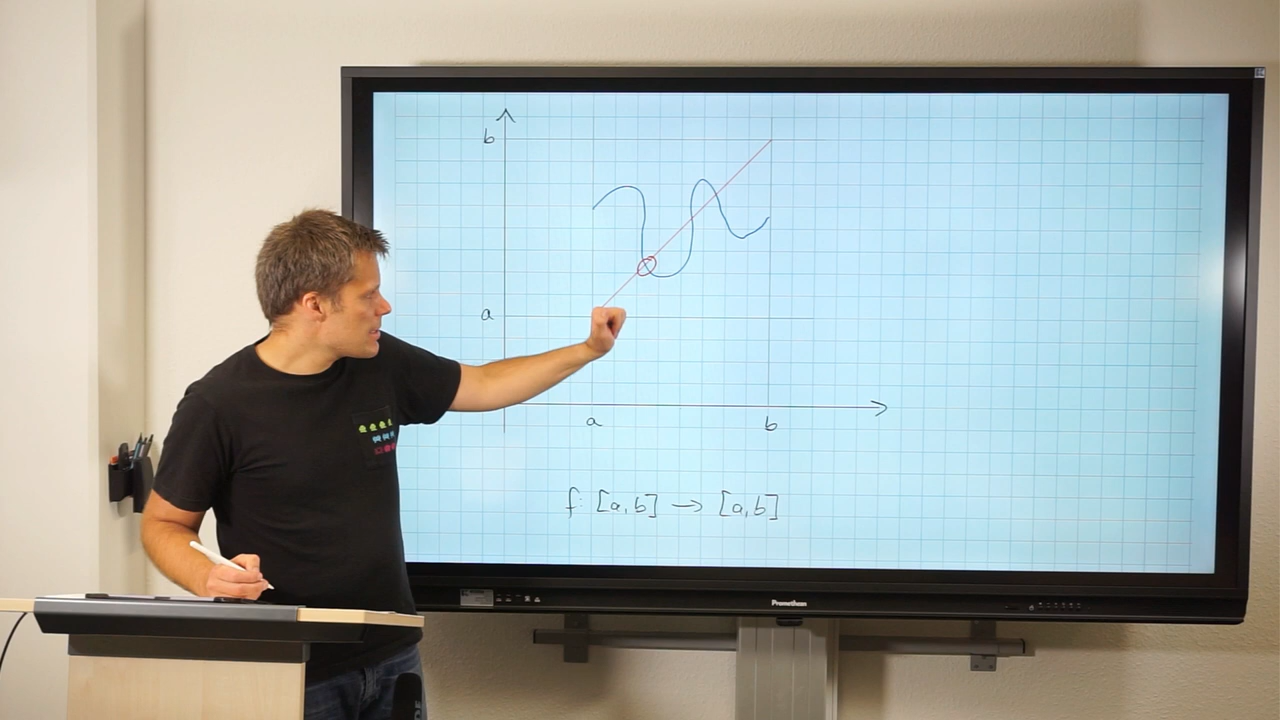 b
a
a b
f: [a,b] → [a,b]
Promethean